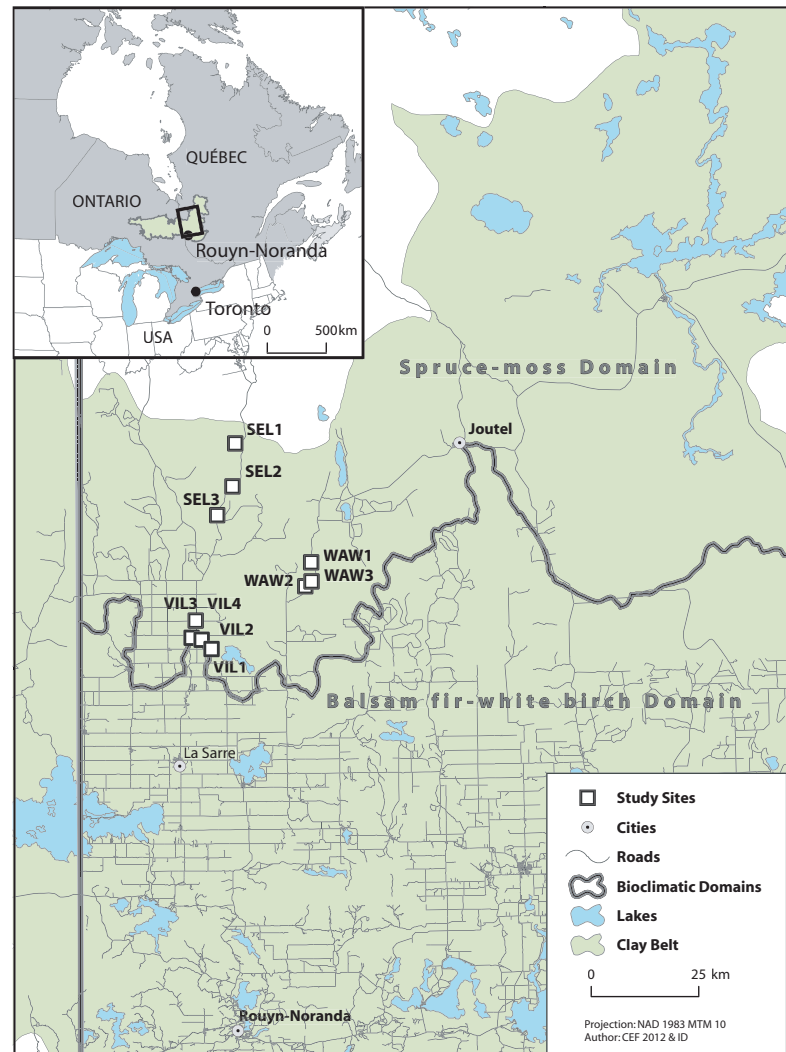 QUÉBEC
ONTARIO
Rouyn-Noranda
Toronto
USA
0 500 km
Spruce-moss Domain
SEL1
Joutel
SEL2
SEL3
WAW1
WAW2 WAW3
VIL3 VIL4
VIL2
VIL1
Balsam fir-white birch Domain
La Sarre
Rouyn-Noranda
Study Sites
Cities
Roads
Bioclimatic Domains
Lakes
Clay Belt
0 25 km
Projection: NAD 1983 MTM 10
Author: CEF 2012 & ID